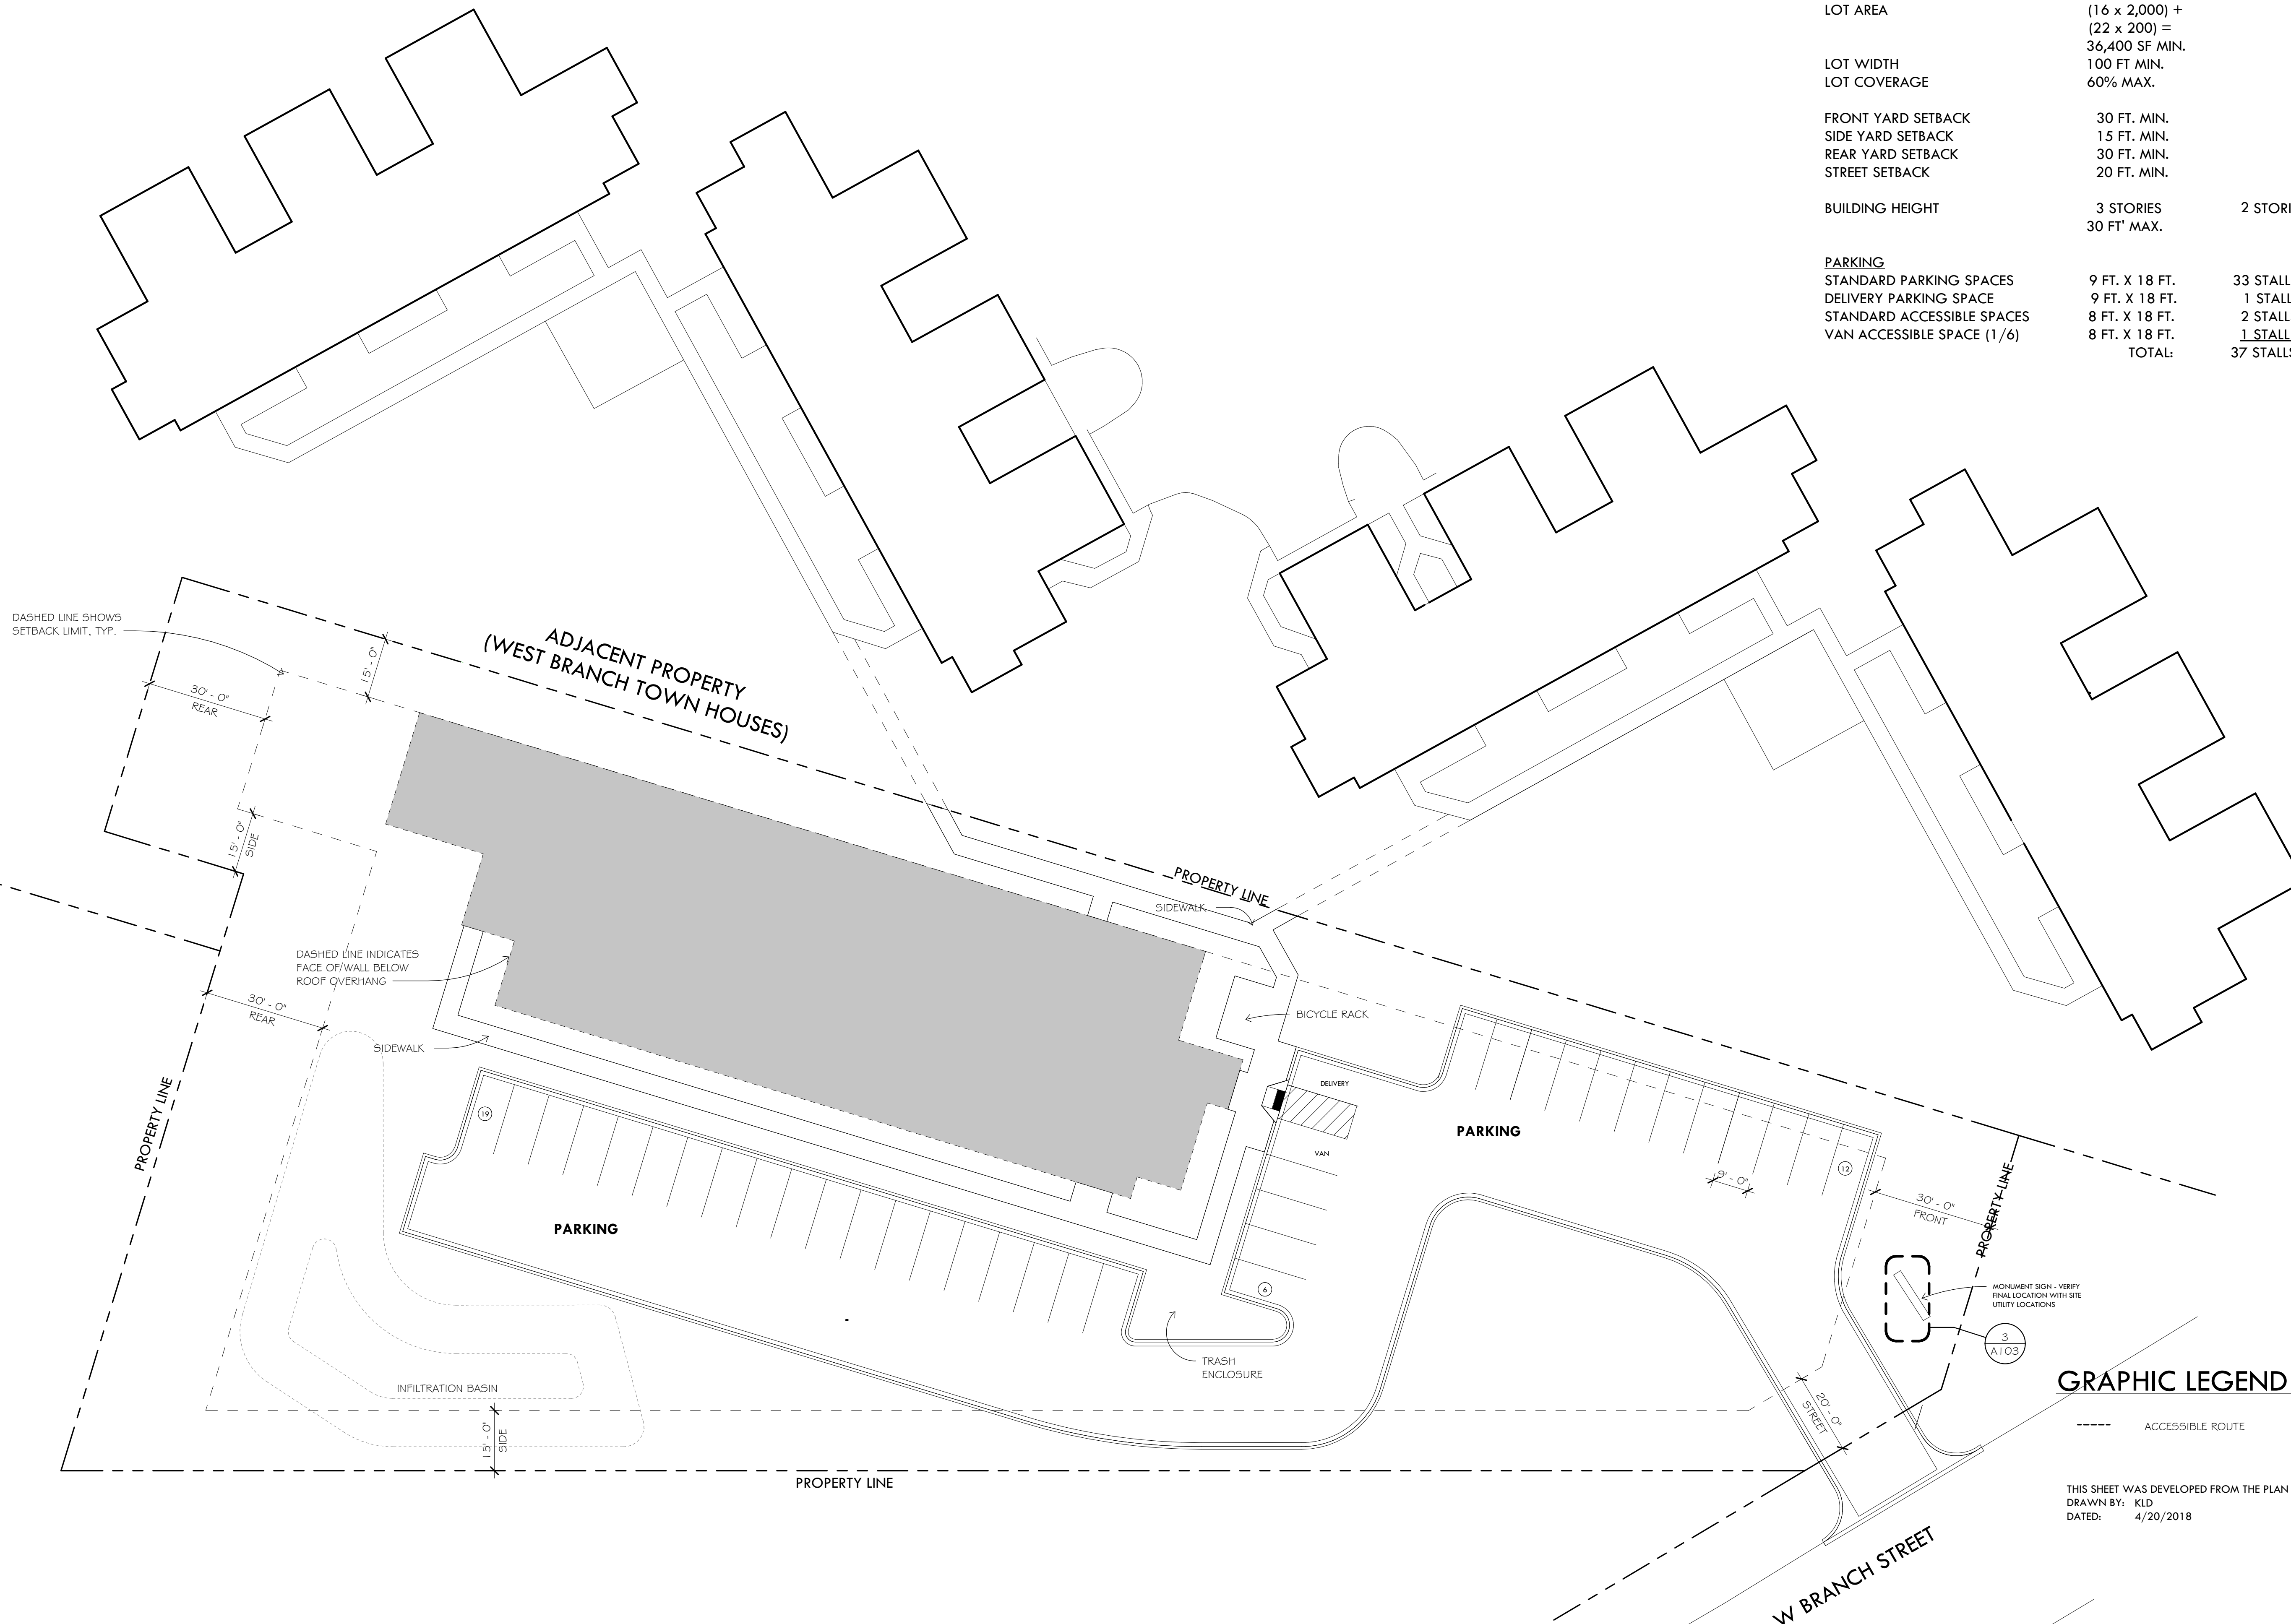 LOT AREA (16 x 2,000) +
(22 x 200) =
36,400 SF MIN.
LOT WIDTH 100 FT MIN.
LOT COVERAGE 60% MAX.
FRONT YARD SETBACK 30 FT. MIN.
SIDE YARD SETBACK 15 FT. MIN.
REAR YARD SETBACK 30 FT. MIN.
STREET SETBACK 20 FT. MIN.
BUILDING HEIGHT 3 STORIES 2
30 FT' MAX.
PARKING
STANDARD PARKING SPACES 9 FT. X 18 FT. 33
DELIVERY PARKING SPACE 9 FT. X 18 FT. 1 STALL
STANDARD ACCESSIBLE SPACES 8 FT. X 18 FT. 2
VAN ACCESSIBLE SPACE (1/6) 8 FT. X 18 FT. 1 STALL
TOTAL: 37 STALLS
DASHED LINE SHOWS
SETBACK LIMIT, TYP.
15' - 0"
ADJACENT PROPERTY
(WEST BRANCH TOWN HOUSES)
30' - 0"
REAR
15' - 0"
SIDE
PROPERTY LINE
SIDEWALK
DASHED LINE INDICATES
FACE OF WALL BELOW
ROOF OVERHANG
30' - 0"
REAR
BICYCLE RACK
SIDEWALK
PROPERTY LINE
DELIVERY
19
PARKING
VAN
12
9' - 0"
30' - 0"
FRONT
PROPERTY LINE
PARKING
6
MONUMENT SIGN - VERIFY
FINAL LOCATION WITH SITE
UTILITY LOCATIONS
3
A103
TRASH
ENCLOSURE
INFILTRATION BASIN
15' - 0"
SIDE
20' - 0"
STREET
PROPERTY LINE
GRAPHIC LEGEND
ACCESSIBLE ROUTE
THIS SHEET WAS DEVELOPED FROM THE PLAN
DRAWN BY: KLD
DATED: 4/20/2018
W BRANCH STREET